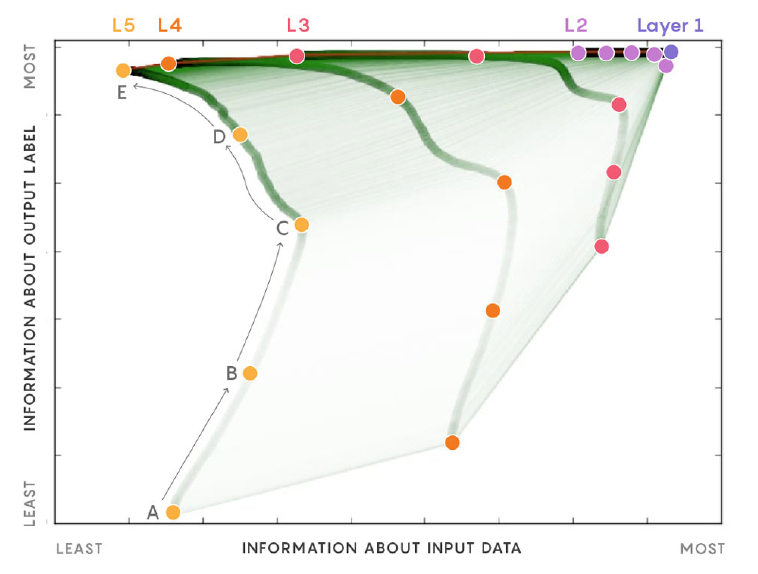 L5 L4 L3 L2 Layer 1
MOST
E
D
C
B
A
INFORMATION ABOUT OUTPUT LABEL
LEAST
LEAST INFORMATION ABOUT INPUT DATA MOST